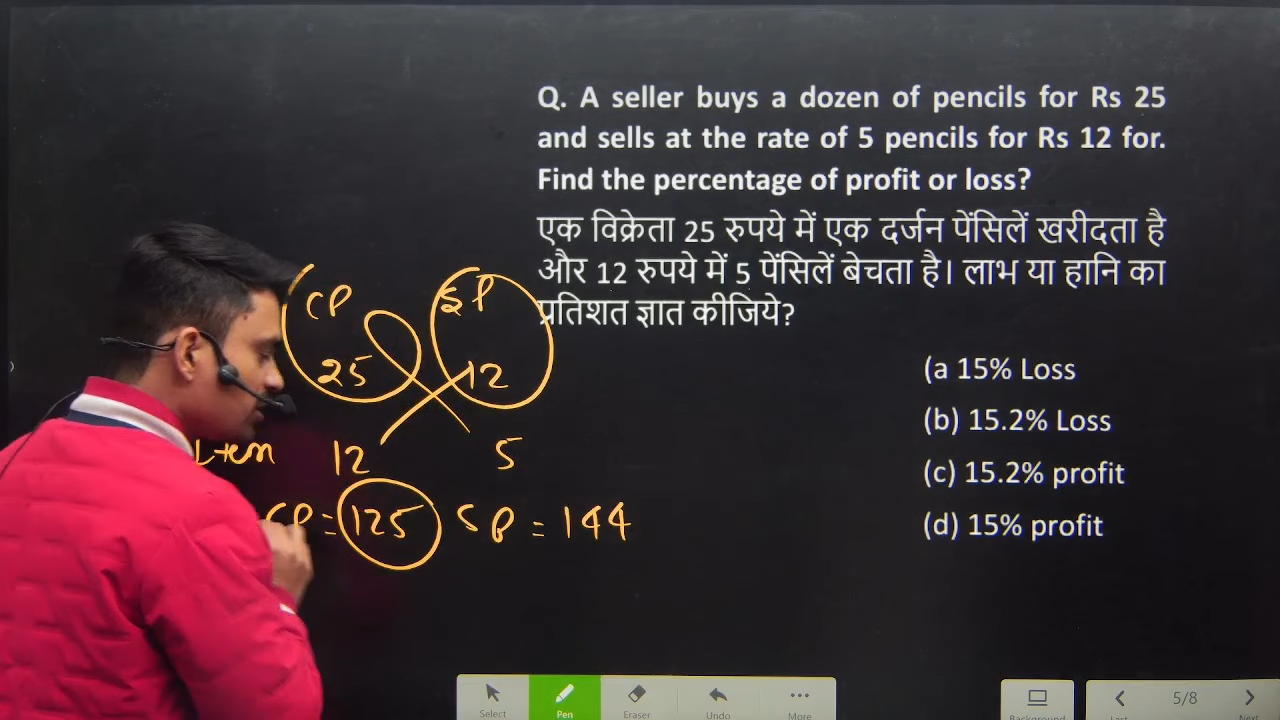 Q. A seller buys a dozen of pencils for Rs 25
and sells at the rate of 5 pencils for Rs 12 for.
Find the percentage of profit or loss?
एक विक्रेता 25 रुपये में एक दर्जन पेंसिलें खरीदता है
और 12 रुपये में 5 पेंसिलें बेचता है। लाभ या हानि का
प्रतिशत ज्ञात कीजिये?
(a 15% Loss
(b) 15.2% Loss
(c) 15.2% profit
(d) 15% profit
CP SP
25 12
Item 12 5
CP = 125 SP = 144
Select Pen Eraser Undo More
Background
Last 5/8 Next